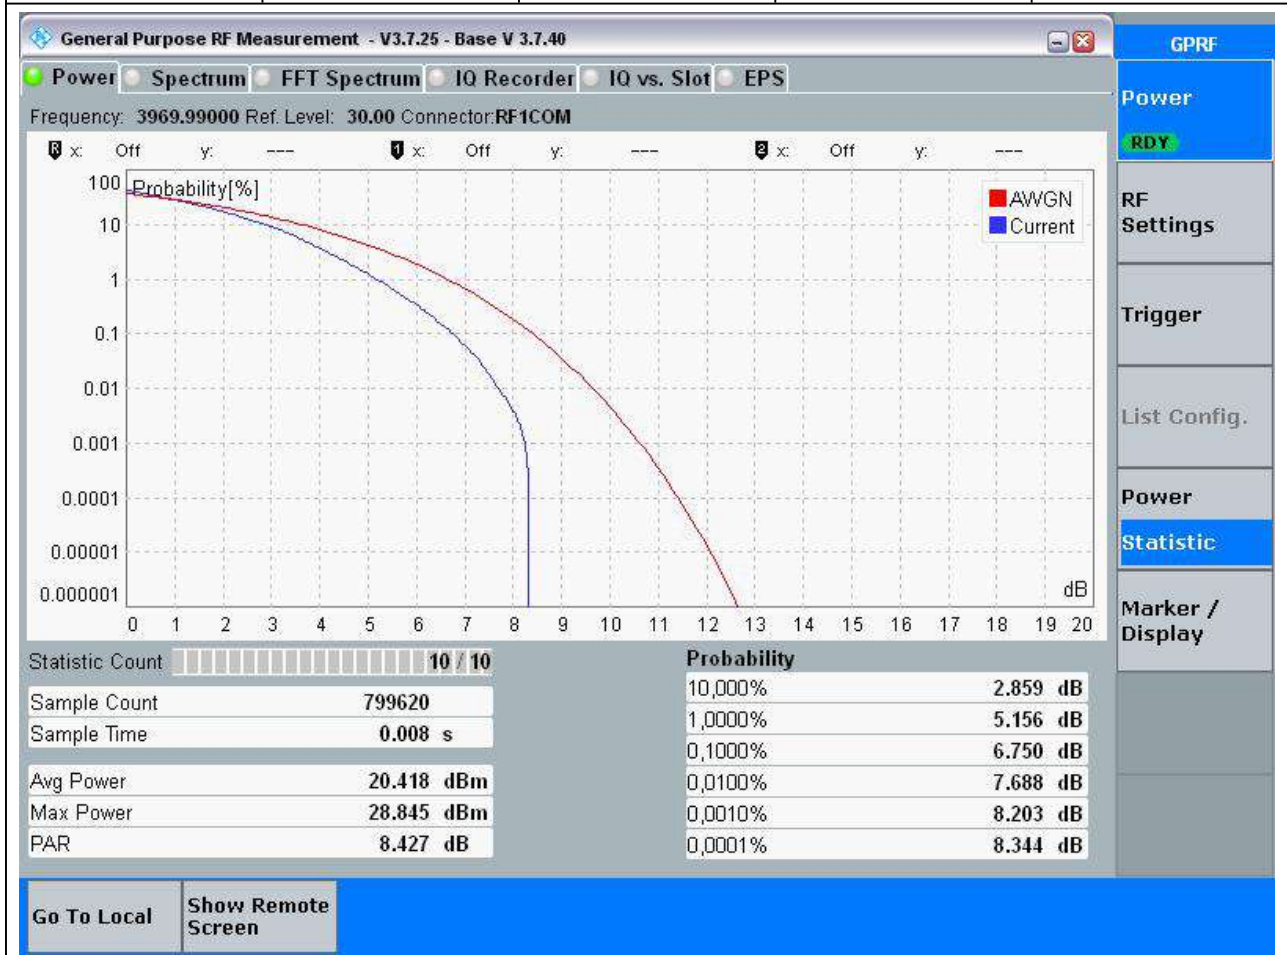 General Purpose RF Measurement - V3.7.25 - Base V 3.7.40
GPRF
Power Spectrum FFT Spectrum IQ Recorder IQ vs. Slot EPS
Frequency: 3969.99000 Ref. Level: 30.00 Connector:RF1COM
R x: Off y: --- 1 x: Off y: --- 2 x: Off y: ---
Probability[%]
AWGN
Current
100
10
1
0.1
0.01
0.001
0.0001
0.00001
0.000001
dB
0 1 2 3 4 5 6 7 8 9 10 11 12 13 14 15 16 17 18 19 20
Statistic Count 10 / 10
Sample Count 799620
Sample Time 0.008 s
Avg Power 20.418 dBm
Max Power 28.845 dBm
PAR 8.427 dB
Probability
10,000% 2.859 dB
1,0000% 5.156 dB
0,1000% 6.750 dB
0,0100% 7.688 dB
0,0010% 8.203 dB
0,0001% 8.344 dB
Power
RDY
RF
Settings
Trigger
List Config.
Power
Statistic
Marker /
Display
Go To Local
Show Remote
Screen